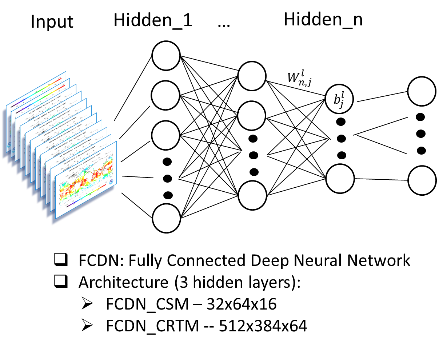 Input Hidden_1 ... Hidden_n
W^l_{n,j}
b^l_j
FCDN: Fully Connected Deep Neural Network
Architecture (3 hidden layers):
FCDN_CSM – 32x64x16
FCDN_CRTM -- 512x384x64